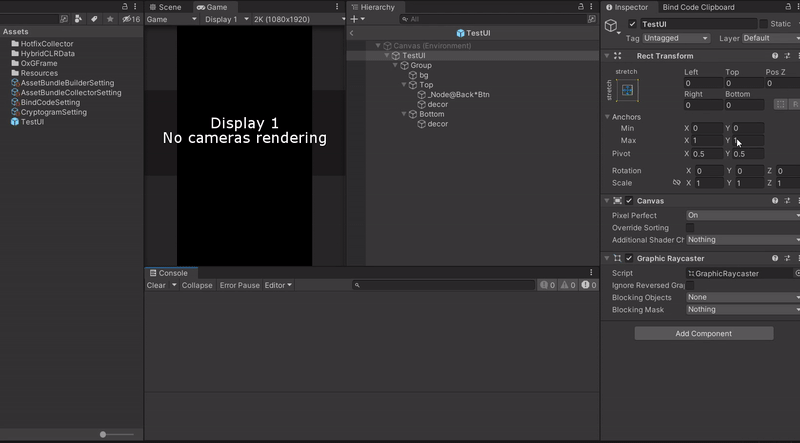 Scene
Game
Hierarchy
Inspector
Bind Code Clipboard
16
Game
Display 1
2K (1080x1920)
All
TestUI
Static
Tag Untagged
Layer Default
Assets
HotfixCollector
HybridCLRData
OxGFrame
Resources
AssetBundleBuilderSetting
AssetBundleCollectorSetting
BindCodeSetting
CryptogramSetting
TestUI
Display 1
No cameras rendering
TestUI
Canvas (Environment)
TestUI
Group
bg
Top
_Node@Back*Btn
decor
Bottom
decor
Rect Transform
stretch
stretch
Left Top Pos Z
0 0 0
Right Bottom
0 0
R
Anchors
Min X 0 Y 0
Max X 1 Y 1
Pivot X 0.5 Y 0.5
Rotation X 0 Y 0 Z 0
Scale X 1 Y 1 Z 1
Canvas
Pixel Perfect On
Override Sorting
Additional Shader Ch Nothing
Graphic Raycaster
Script GraphicRaycaster
Ignore Reversed Gra
Blocking Objects None
Blocking Mask Nothing
Add Component
Console
Clear Collapse Error Pause Editor
0 0 0